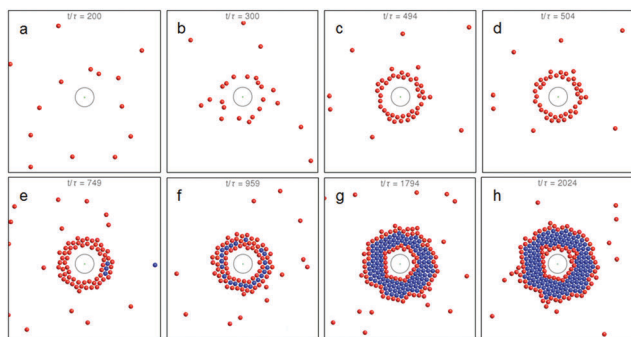 t/τ = 200
a
t/τ = 300
b
t/τ = 494
c
t/τ = 504
d
t/τ = 749
e
t/τ = 959
f
t/τ = 1794
g
t/τ = 2024
h